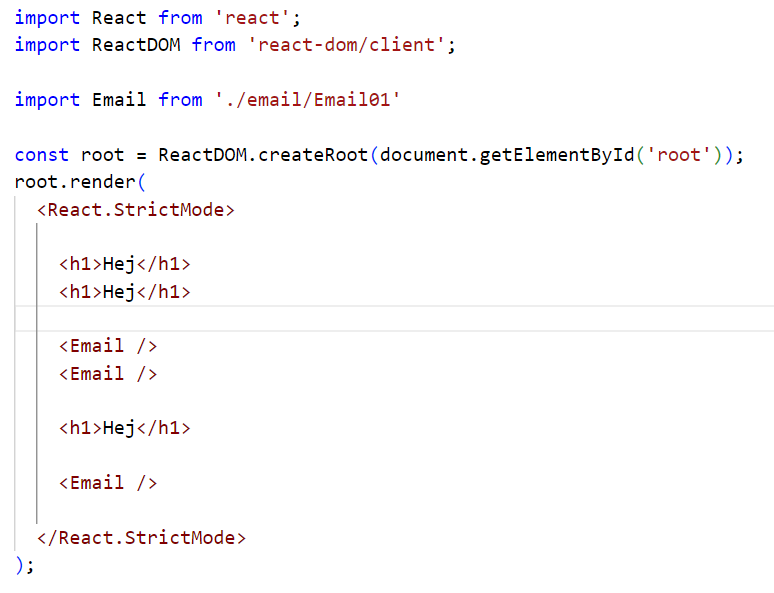 import React from 'react';
import ReactDOM from 'react-dom/client';
import Email from './email/Email01'
const root = ReactDOM.createRoot(document.getElementById('root'));
root.render(
<React.StrictMode>
<h1>Hej</h1>
<h1>Hej</h1>
<Email />
<Email />
<h1>Hej</h1>
<Email />
</React.StrictMode>
);